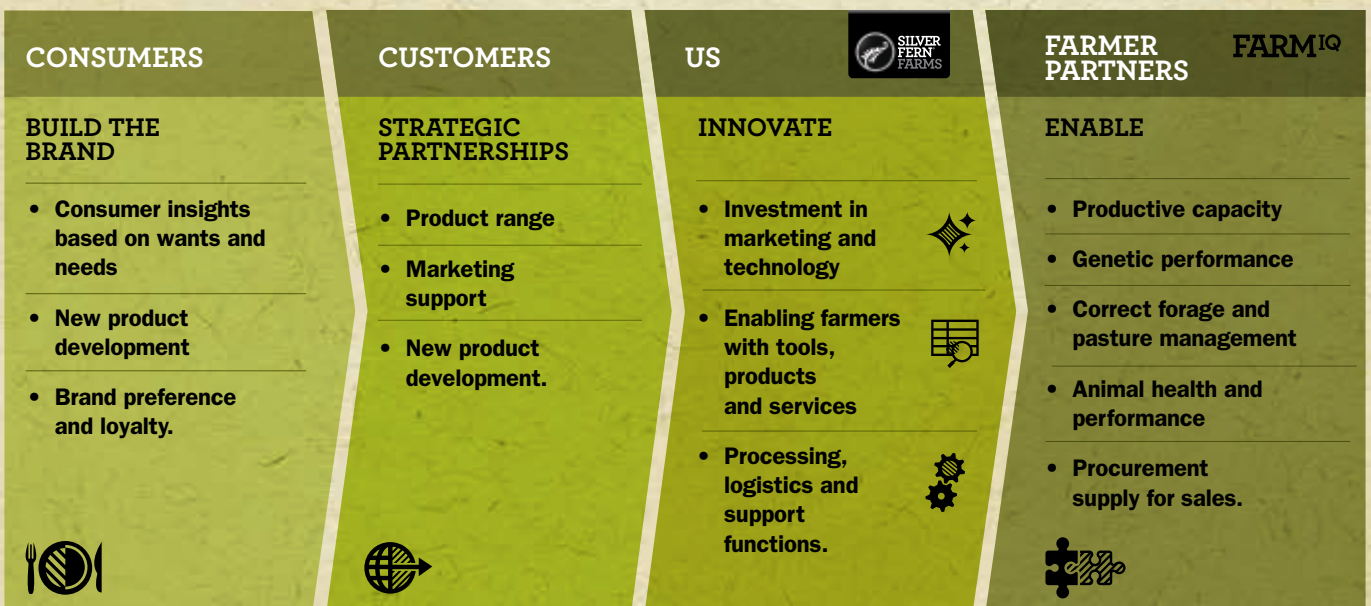 CONSUMERS
BUILD THE
BRAND
• Consumer insights
based on wants and
needs
• New product
development
• Brand preference
and loyalty.
CUSTOMERS
STRATEGIC
PARTNERSHIPS
• Product range
• Marketing
support
• New product
development.
US
SILVER
FERN
FARMS
INNOVATE
• Investment in
marketing and
technology
• Enabling farmers
with tools,
products
and services
• Processing,
logistics and
support
functions.
FARMER
PARTNERS
FARMIQ
ENABLE
• Productive capacity
• Genetic performance
• Correct forage and
pasture management
• Animal health and
performance
• Procurement
supply for sales.